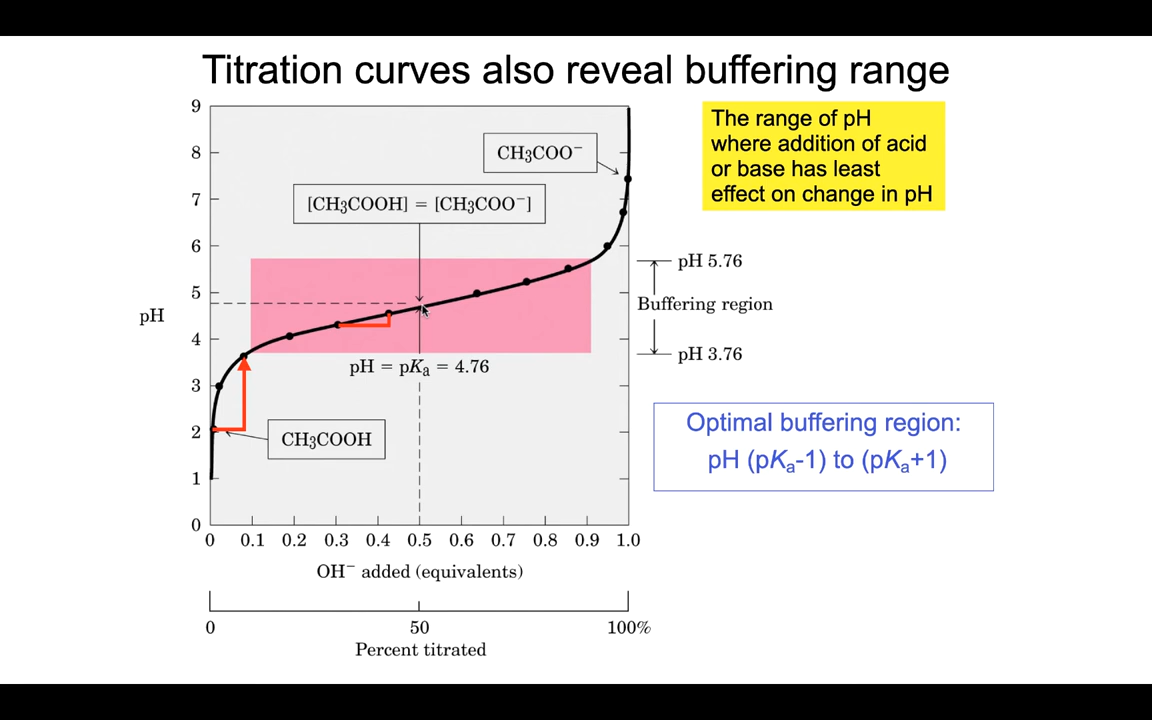 Titration curves also reveal buffering range
The range of pH
where addition of acid
or base has least
effect on change in pH
9
8
7
6
5
4
3
2
1
0
pH
CH₃COO⁻
[CH₃COOH] = [CH₃COO⁻]
pH = pKₐ = 4.76
CH₃COOH
pH 5.76
Buffering region
pH 3.76
Optimal buffering region:
pH (pKₐ-1) to (pKₐ+1)
0 0.1 0.2 0.3 0.4 0.5 0.6 0.7 0.8 0.9 1.0
OH⁻ added (equivalents)
0 50 100%
Percent titrated